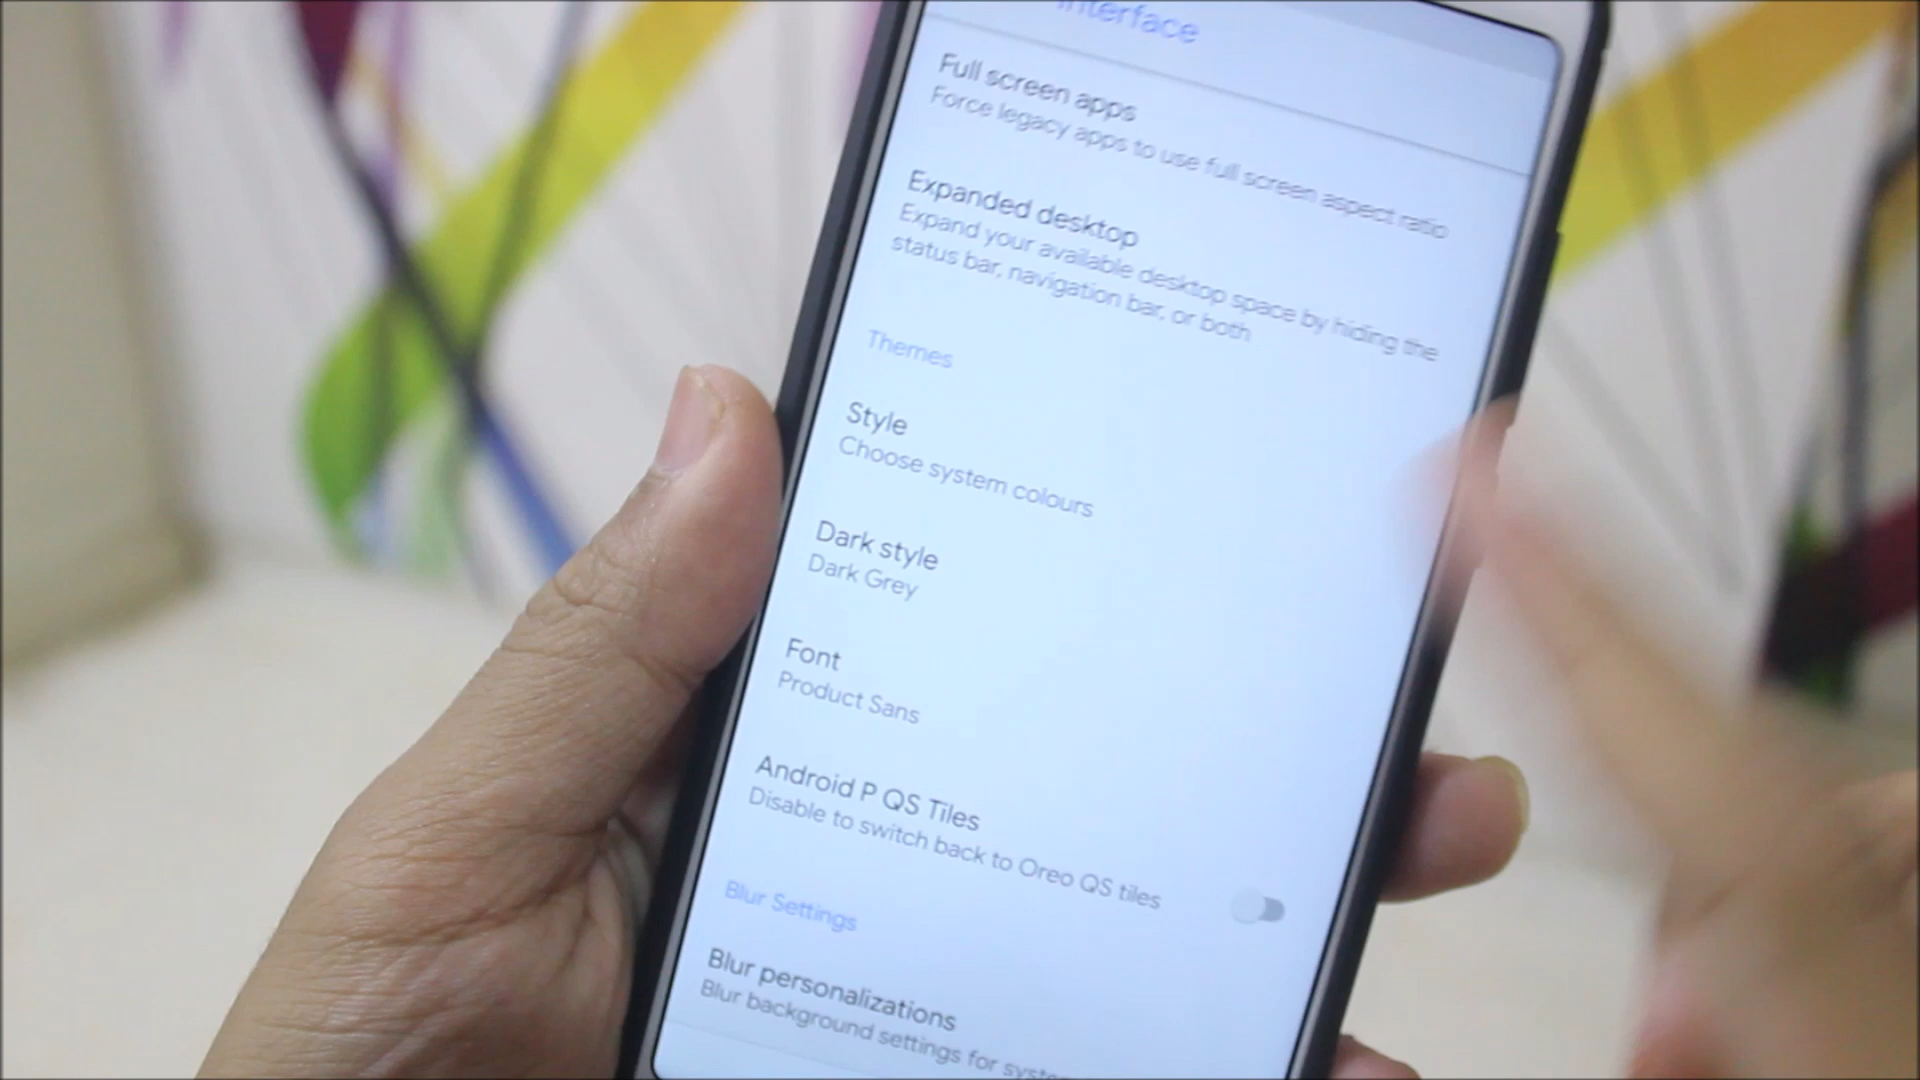 Interface
Full screen apps
Force legacy apps to use full screen aspect ratio
Expanded desktop
Expand your available desktop space by hiding the
status bar, navigation bar, or both
Themes
Style
Choose system colours
Dark style
Dark Grey
Font
Product Sans
Android P QS Tiles
Disable to switch back to Oreo QS tiles
Blur Settings
Blur personalizations
Blur background settings for